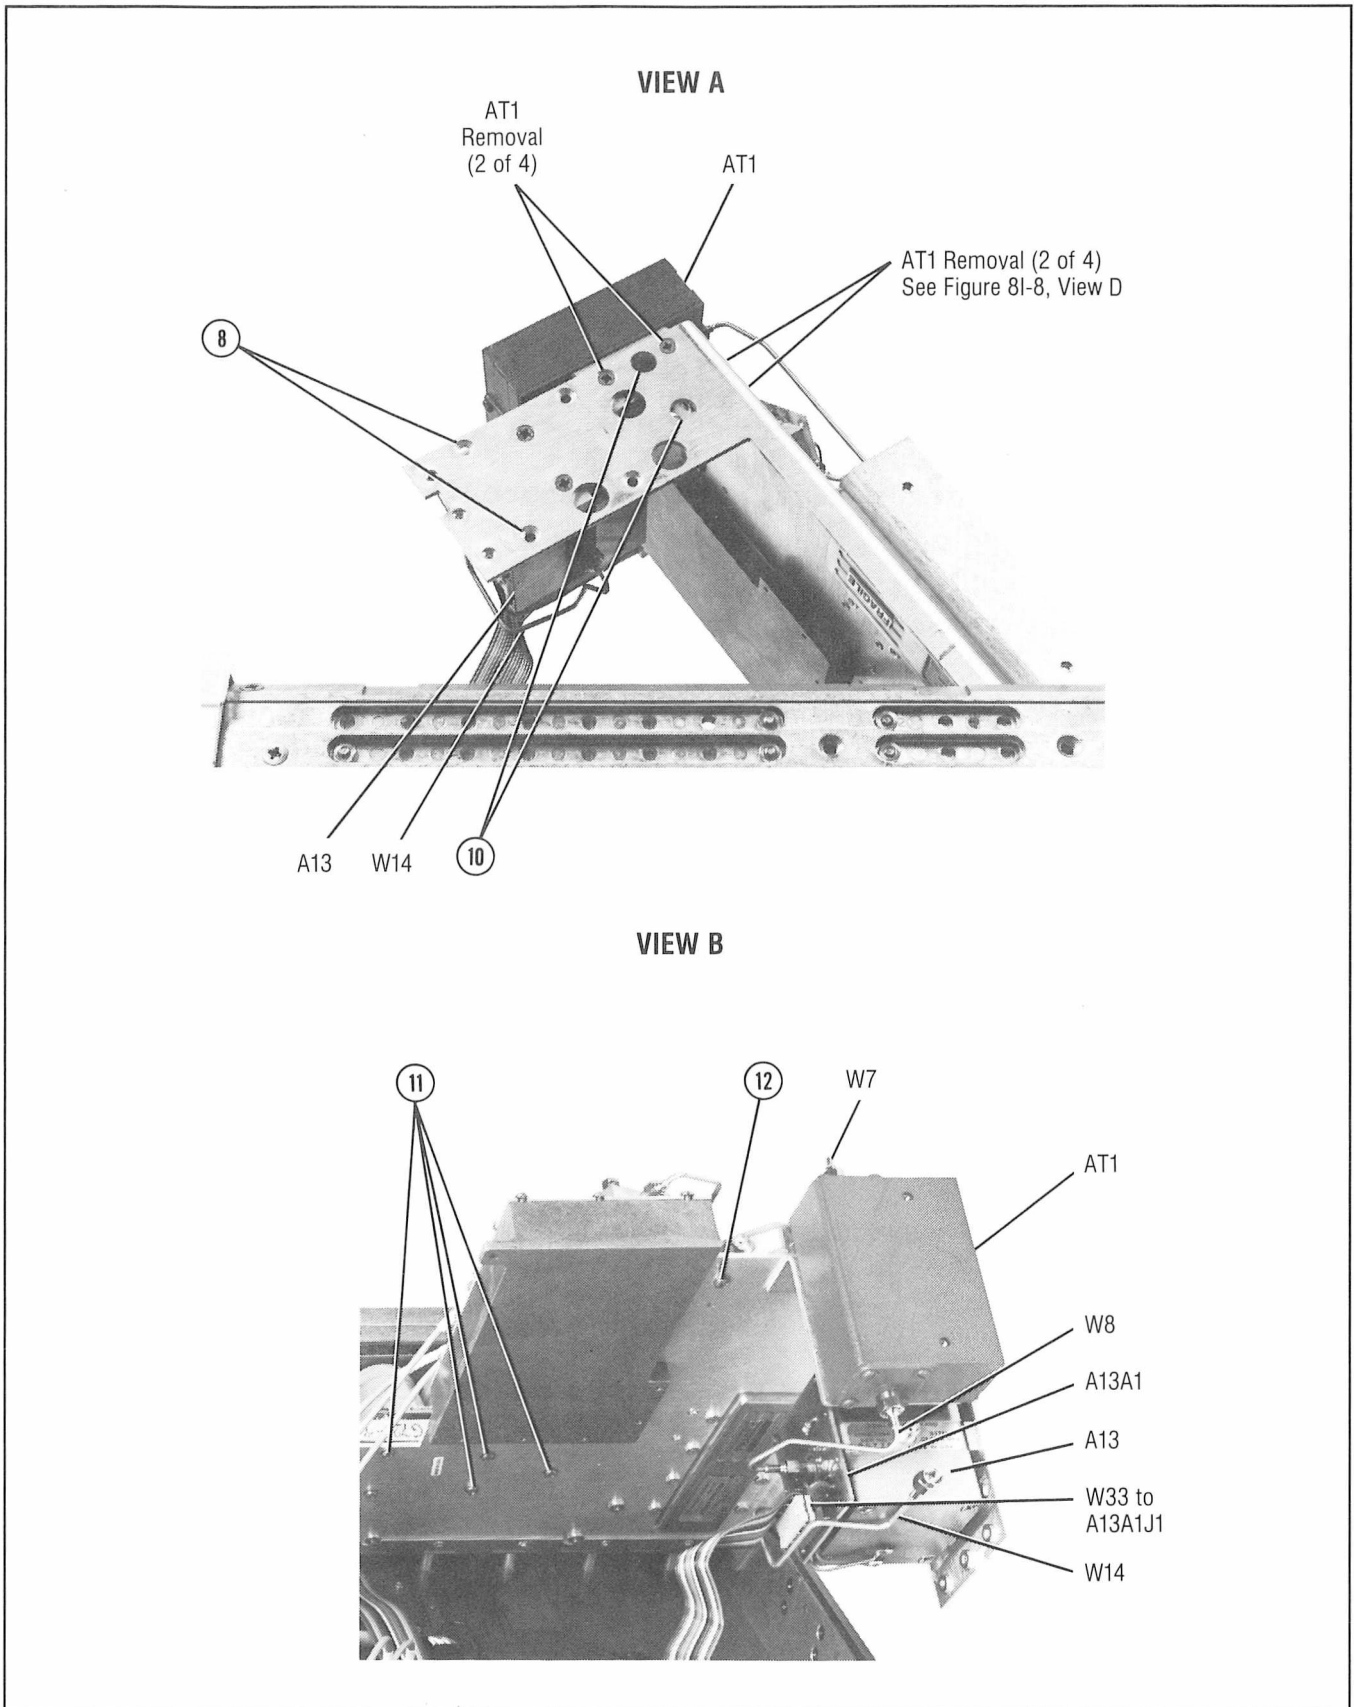 VIEW A
AT1
Removal
(2 of 4)
AT1
AT1 Removal (2 of 4)
See Figure 8I-8, View D
8
FRAGILE
A13
W14
10
VIEW B
11
12
W7
AT1
W8
A13A1
A13
W33 to
A13A1J1
W14